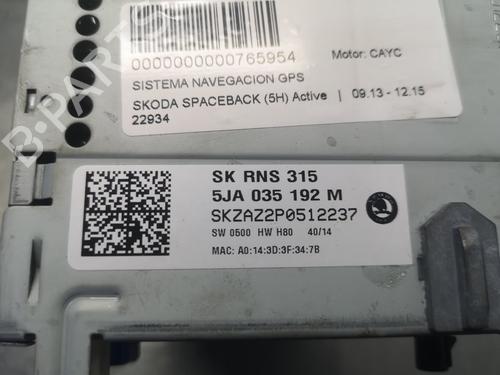 0000000000765954
Motor: CAYC
SISTEMA NAVEGACION GPS
SKODA SPACEBACK (5H) Active | 09.13 - 12.15
22934
B-PARTS
SK RNS 315
5JA 035 192 M
SKZAZ2P0512237
SW 0500 HW H80 40/14
MAC: A0:14:3D:3F:34:7B